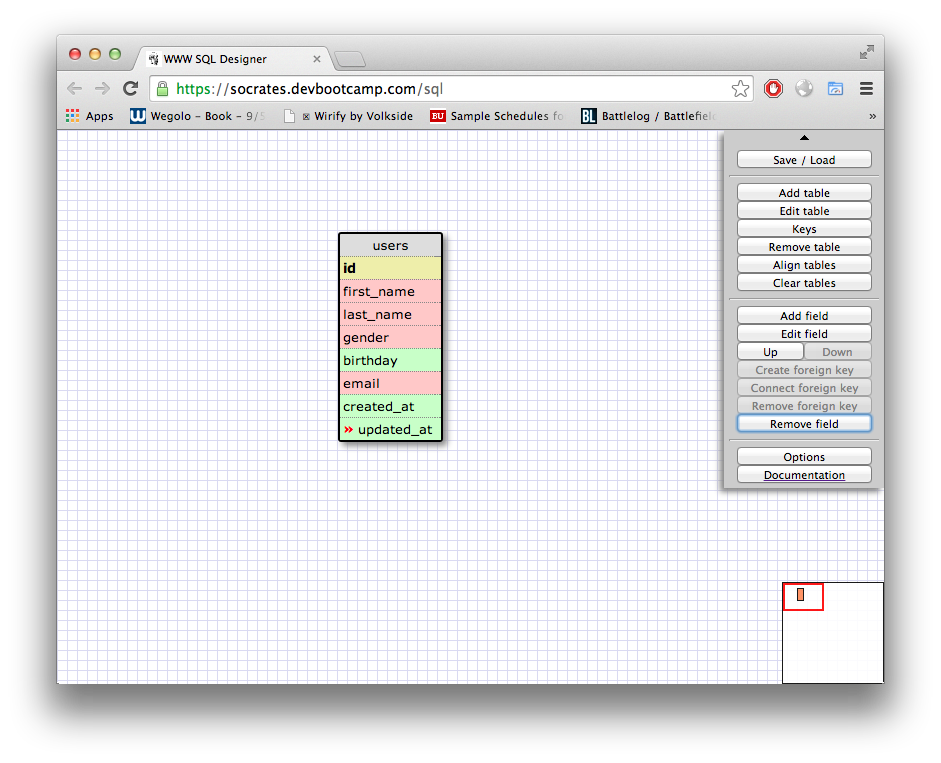 WWW SQL Designer
https://socrates.devbootcamp.com/sql
Apps Wegolo – Book – 9/5 Wirify by Volkside BU Sample Schedules fo BL Battlelog / Battlefield »
Save / Load
Add table
Edit table
Keys
Remove table
Align tables
Clear tables
Add field
Edit field
Up Down
Create foreign key
Connect foreign key
Remove foreign key
Remove field
Options
Documentation
users
id
first_name
last_name
gender
birthday
email
created_at
» updated_at